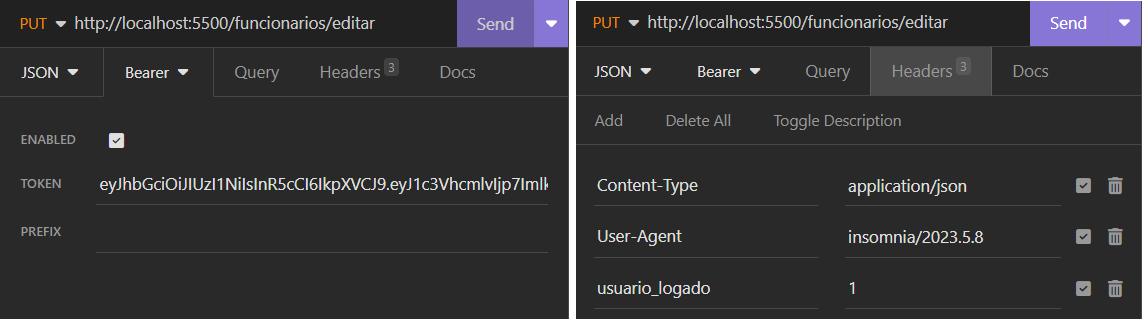 PUT http://localhost:5500/funcionarios/editar Send
JSON Bearer Query Headers 3 Docs
ENABLED
TOKEN eyJhbGciOiJIUzI1NiIsInR5cCI6IkpXVCJ9.eyJ1c3VhcmlvIjp7Imlk
PREFIX
PUT http://localhost:5500/funcionarios/editar Send
JSON Bearer Query Headers 3 Docs
Add Delete All Toggle Description
Content-Type application/json
User-Agent insomnia/2023.5.8
usuario_logado 1